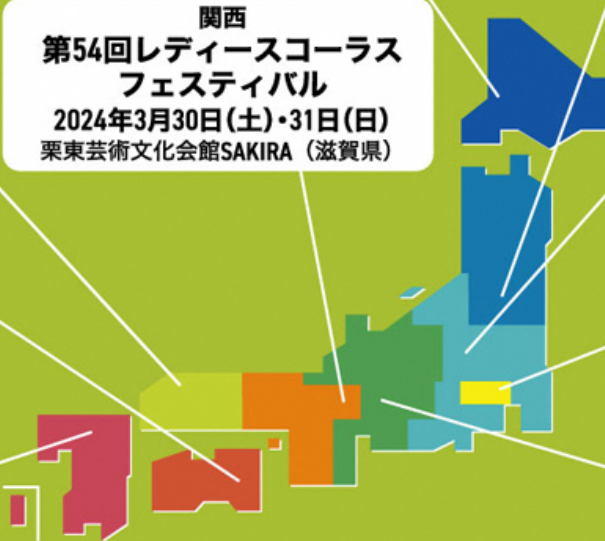 関西
第54回レディースコーラス
フェスティバル
2024年3月30日(土)・31日(日)
栗東芸術文化会館SAKIRA(滋賀県)